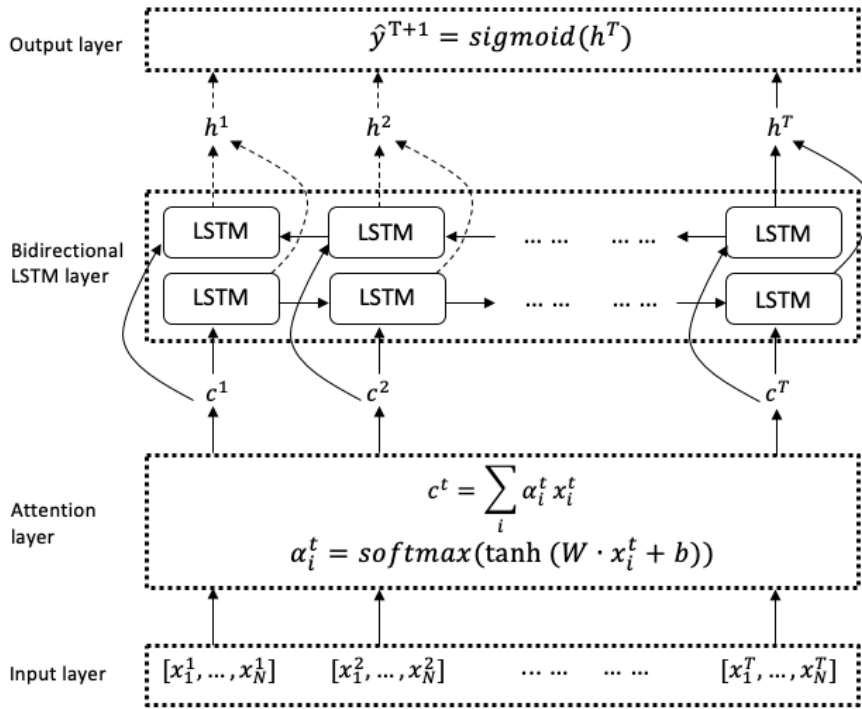 Output layer
ŷ^{T+1} = sigmoid(h^T)
h^1 h^2 h^T
Bidirectional
LSTM layer
LSTM LSTM ... ... ... ... LSTM
LSTM LSTM ... ... ... ... LSTM
c^1 c^2 c^T
Attention
layer
c^t = ∑_i α_i^t x_i^t
α_i^t = softmax(tanh (W · x_i^t + b))
Input layer
[x_1^1, ..., x_N^1] [x_1^2, ..., x_N^2] ... ... ... ... [x_1^T, ..., x_N^T]